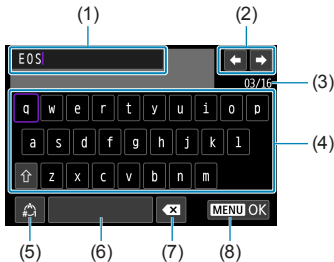 (1) (2)
EOS
03/16 (3)
q w e r t y u i o p
a s d f g h j k l (4)
z x c v b n m
MENU OK
(5) (6) (7) (8)